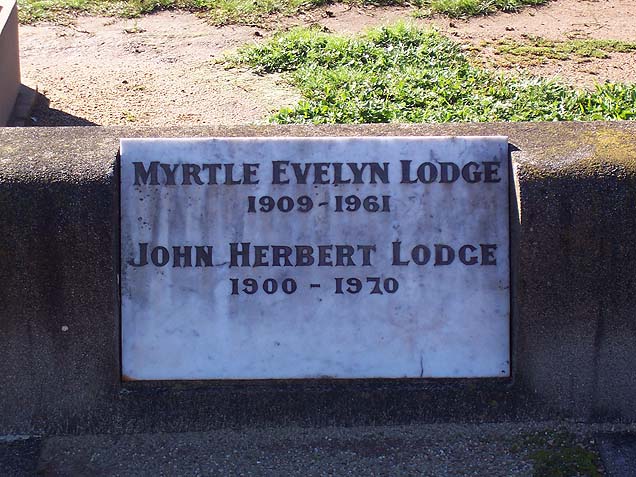 Myrtle Evelyn Lodge
1909-1961
John Herbert Lodge
1900 - 1970